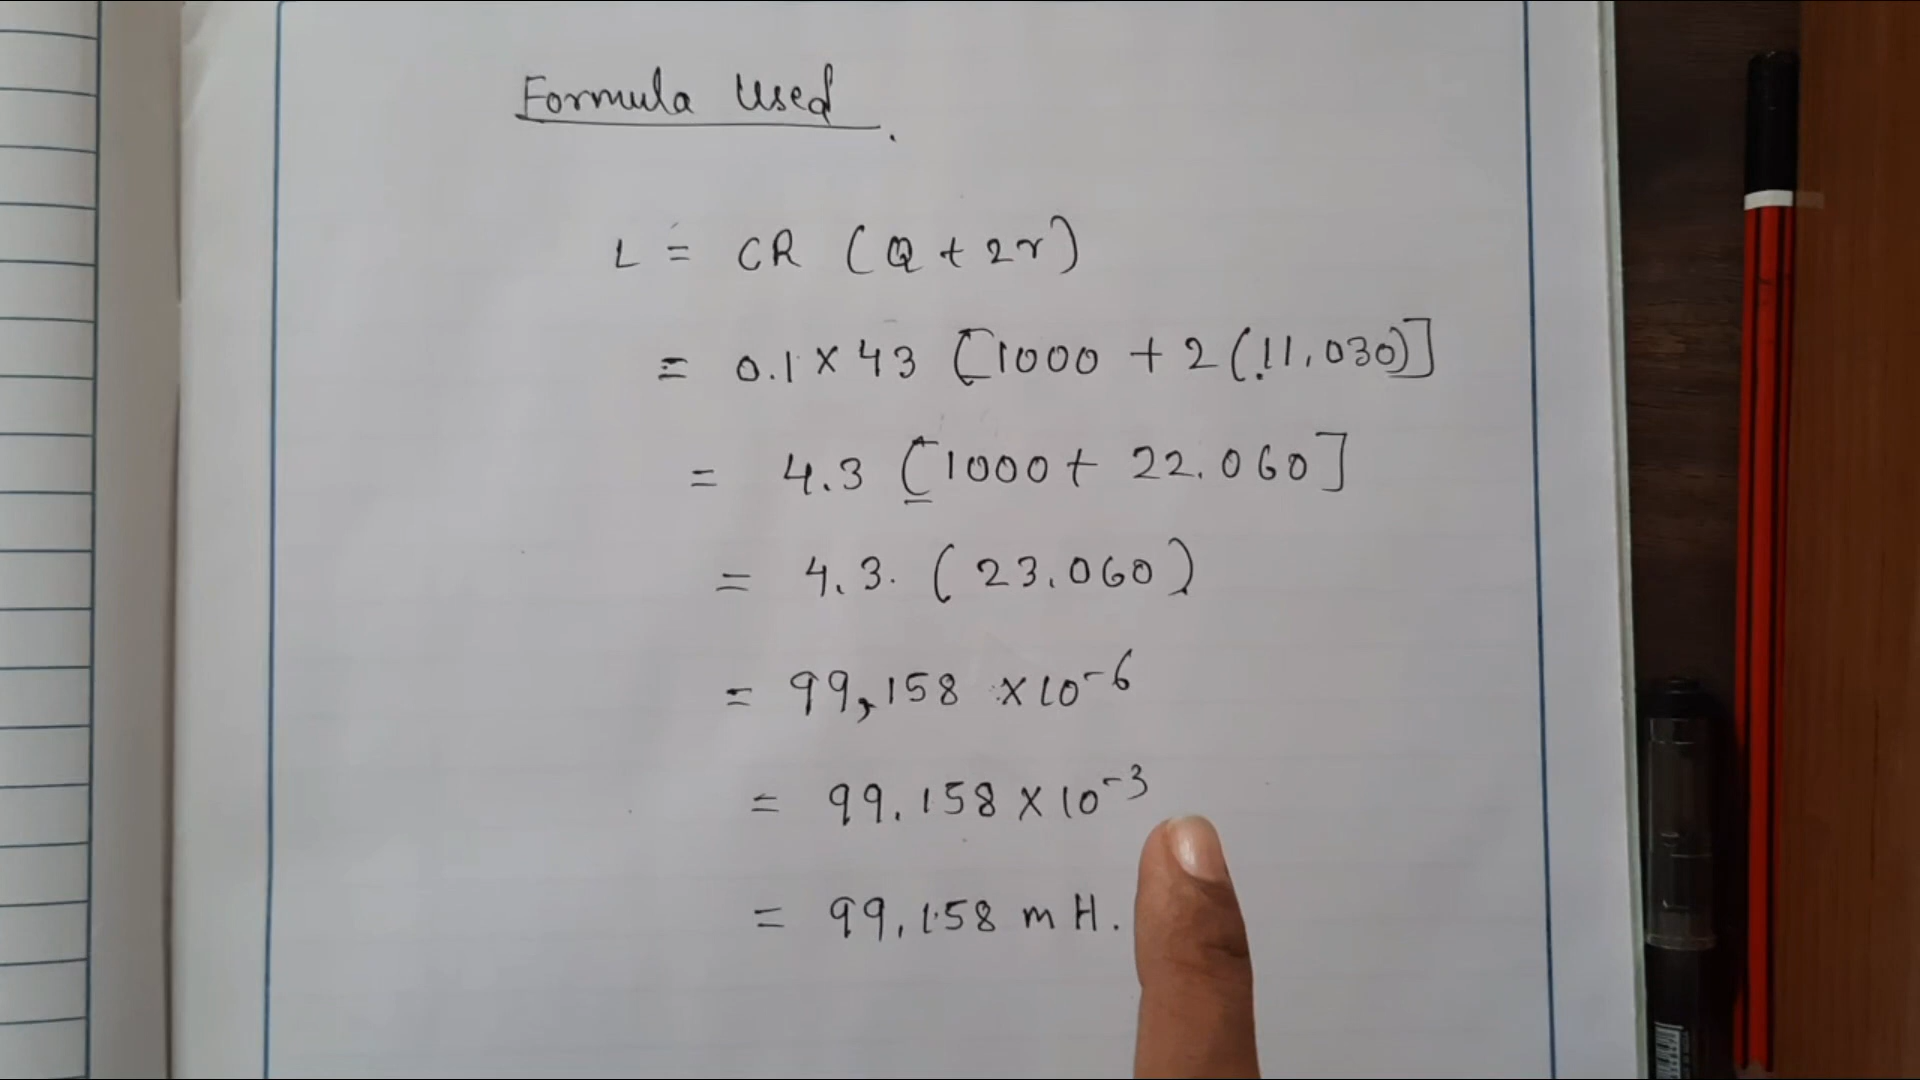 Formula Used.
L = CR (Q + 2r)
= 0.1 × 43 [1000 + 2(11.030)]
= 4.3 [1000 + 22.060]
= 4.3. (23.060)
= 99,158 × 10⁻⁶
= 99.158 × 10⁻³
= 99.158 mH.